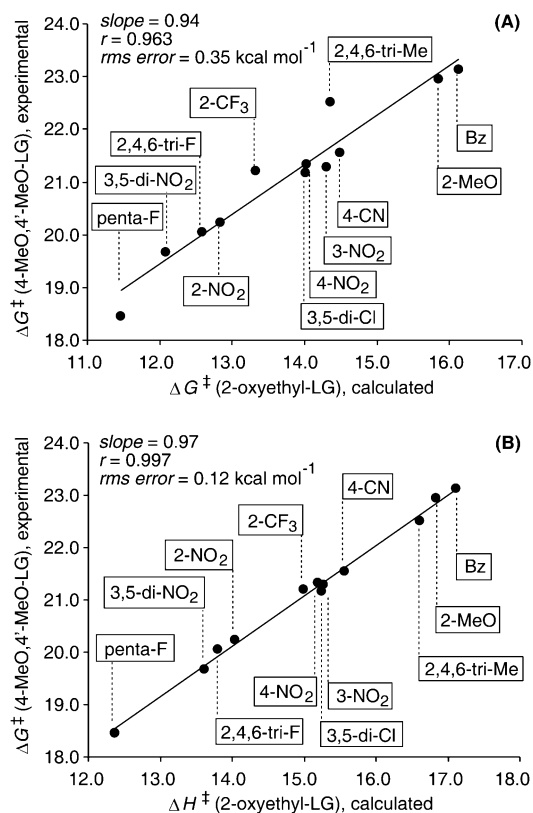 (A)
slope = 0.94
r = 0.963
rms error = 0.35 kcal mol⁻¹
ΔG‡ (4-MeO,4'-MeO-LG), experimental
24.0
23.0
22.0
21.0
20.0
19.0
18.0
2,4,6-tri-Me
2-CF₃
2,4,6-tri-F
3,5-di-NO₂
penta-F
Bz
2-MeO
4-CN
3-NO₂
2-NO₂
4-NO₂
3,5-di-Cl
11.0 12.0 13.0 14.0 15.0 16.0 17.0
ΔG‡ (2-oxyethyl-LG), calculated
(B)
slope = 0.97
r = 0.997
rms error = 0.12 kcal mol⁻¹
ΔG‡ (4-MeO,4'-MeO-LG), experimental
24.0
23.0
22.0
21.0
20.0
19.0
18.0
4-CN
2-CF₃
2-NO₂
3,5-di-NO₂
penta-F
Bz
2-MeO
2,4,6-tri-Me
4-NO₂
3-NO₂
2,4,6-tri-F
3,5-di-Cl
12.0 13.0 14.0 15.0 16.0 17.0 18.0
ΔH‡ (2-oxyethyl-LG), calculated